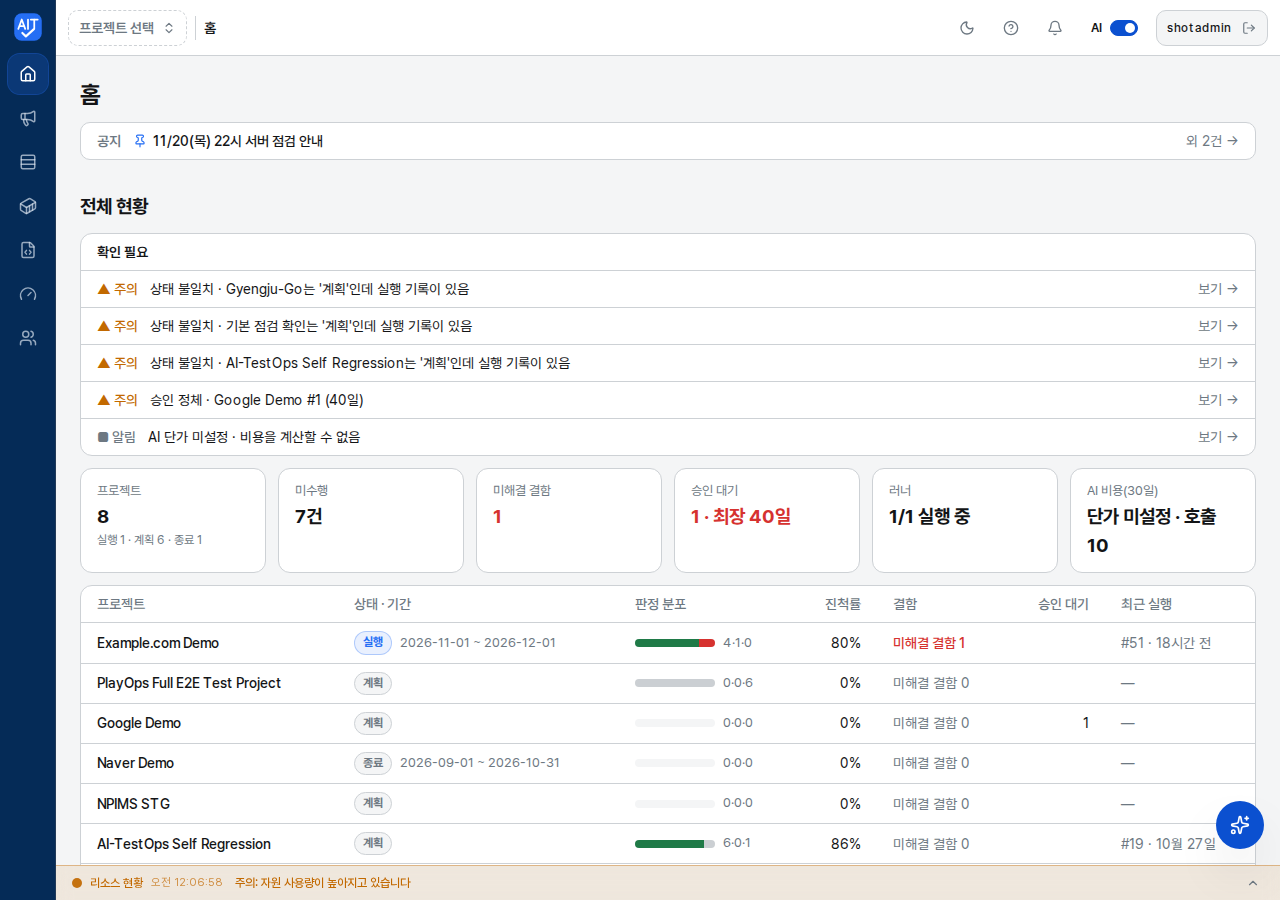 AIT
프로젝트 선택
홈
AI
shotadmin
홈
공지 11/20(목) 22시 서버 점검 안내 외 2건 →
전체 현황
확인 필요
주의 상태 불일치 · Gyengju-Go는 '계획'인데 실행 기록이 있음 보기 →
주의 상태 불일치 · 기본 점검 확인는 '계획'인데 실행 기록이 있음 보기 →
주의 상태 불일치 · AI-TestOps Self Regression는 '계획'인데 실행 기록이 있음 보기 →
주의 승인 정체 · Google Demo #1 (40일) 보기 →
알림 AI 단가 미설정 · 비용을 계산할 수 없음 보기 →
프로젝트
8
실행 1 · 계획 6 · 종료 1
미수행
7건
미해결 결함
1
승인 대기
1 · 최장 40일
러너
1/1 실행 중
AI 비용(30일)
단가 미설정 · 호출
10
프로젝트 상태 · 기간 판정 분포 진척률 결함 승인 대기 최근 실행
Example.com Demo 실행 2026-11-01 ~ 2026-12-01 4·1·0 80% 미해결 결함 1 #51 · 18시간 전
PlayOps Full E2E Test Project 계획 0·0·6 0% 미해결 결함 0 —
Google Demo 계획 0·0·0 0% 미해결 결함 0 1 —
Naver Demo 종료 2026-09-01 ~ 2026-10-31 0·0·0 0% 미해결 결함 0 —
NPIMS STG 계획 0·0·0 0% 미해결 결함 0 —
AI-TestOps Self Regression 계획 6·0·1 86% 미해결 결함 0 #19 · 10월 27일
리소스 현황 오전 12:06:58 주의: 자원 사용량이 높아지고 있습니다